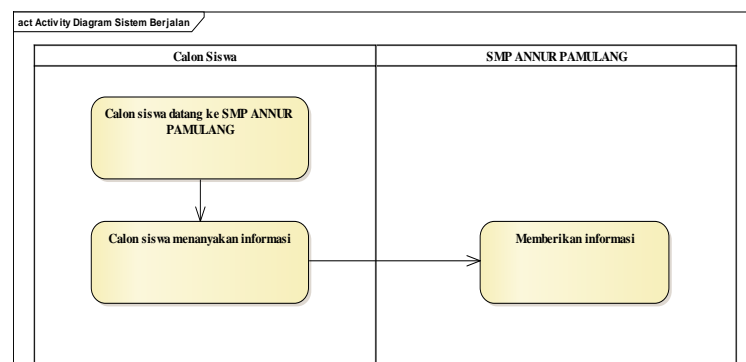 act Activity Diagram Sistem Berjalan
Calon Siswa
SMP ANNUR PAMULANG
Calon siswa datang ke SMP ANNUR
PAMULANG
Calon siswa menanyakan informasi
Memberikan informasi